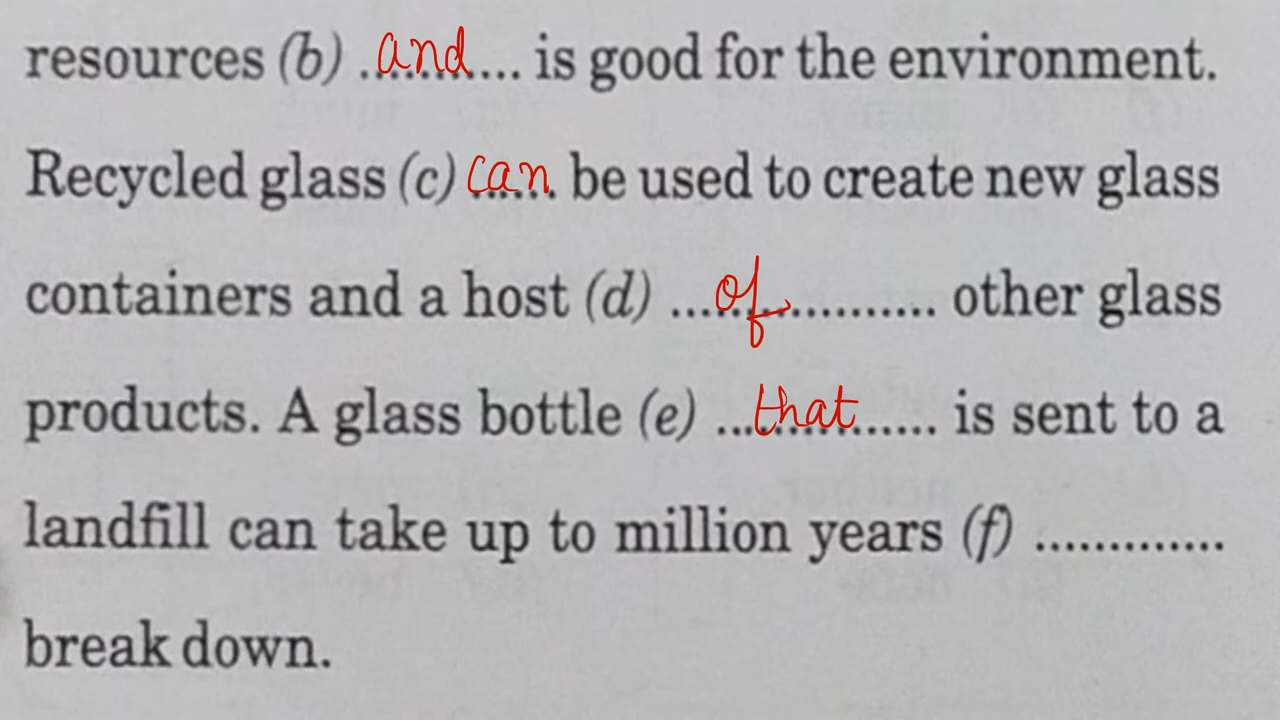 resources (b) ...and... is good for the environment.
Recycled glass (c) can be used to create new glass
containers and a host (d) ...of... other glass
products. A glass bottle (e) ...that... is sent to a
landfill can take up to million years (f) .............
break down.